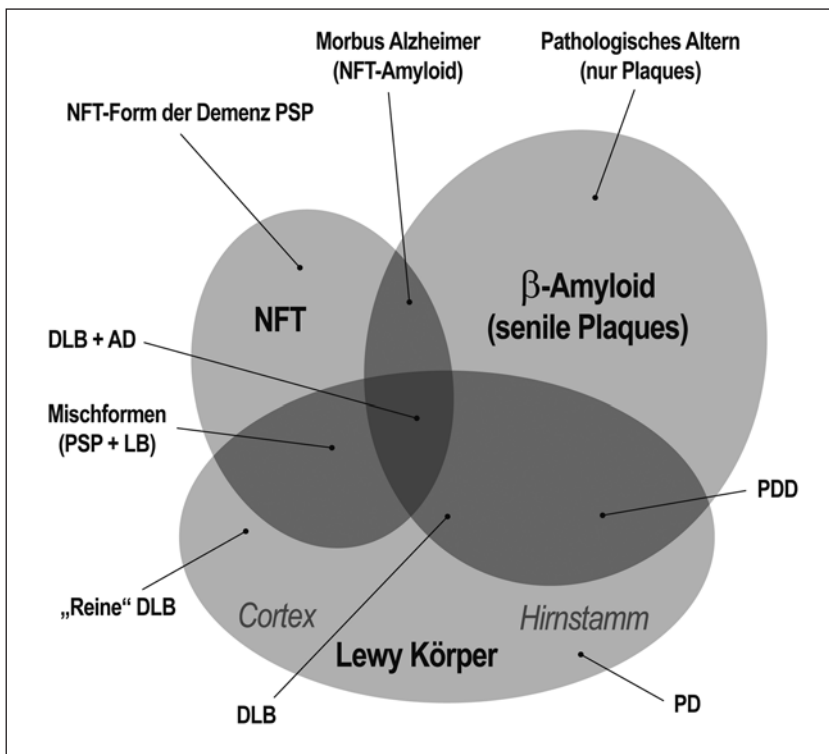 Morbus Alzheimer
(NFT-Amyloid)
Pathologisches Altern
(nur Plaques)
NFT-Form der Demenz PSP
NFT
β-Amyloid
(senile Plaques)
DLB + AD
Mischformen
(PSP + LB)
PDD
„Reine“ DLB
Cortex
Hirnstamm
Lewy Körper
DLB
PD